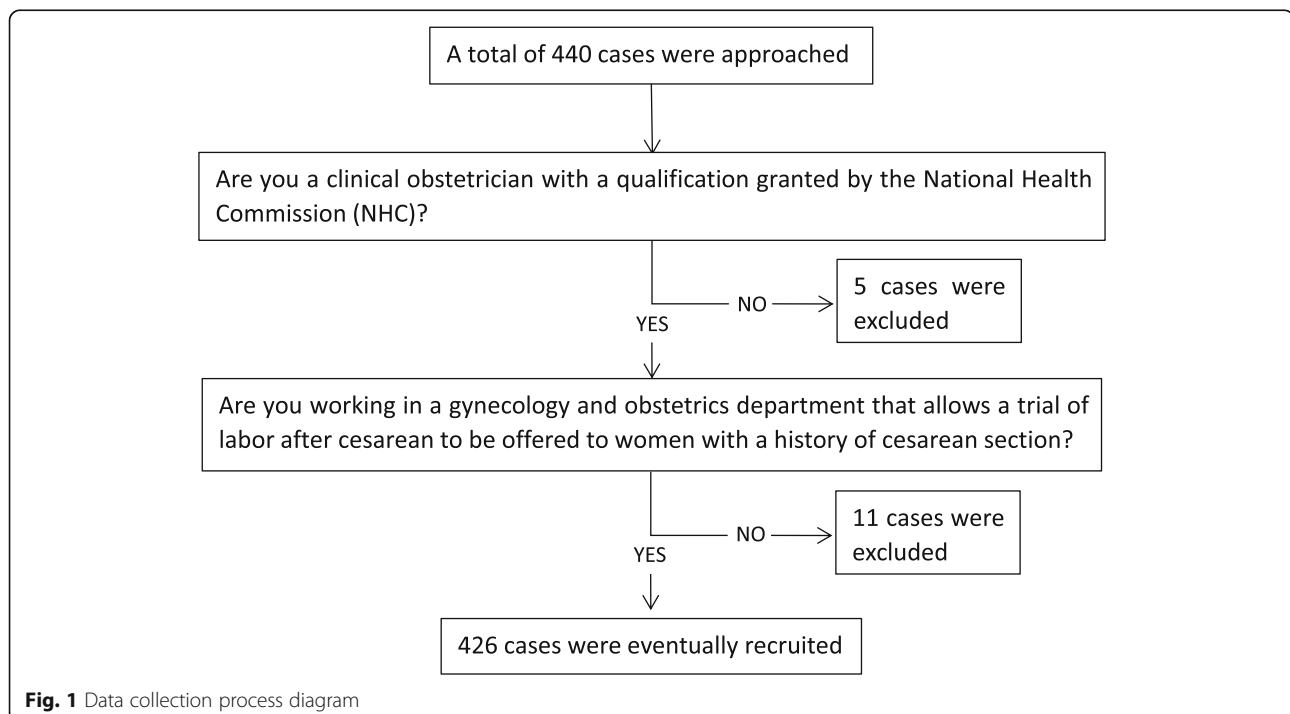 A total of 440 cases were approached
Are you a clinical obstetrician with a qualification granted by the National Health
Commission (NHC)?
NO
5 cases were
excluded
YES
Are you working in a gynecology and obstetrics department that allows a trial of
labor after cesarean to be offered to women with a history of cesarean section?
NO
11 cases were
excluded
YES
426 cases were eventually recruited
Fig. 1 Data collection process diagram